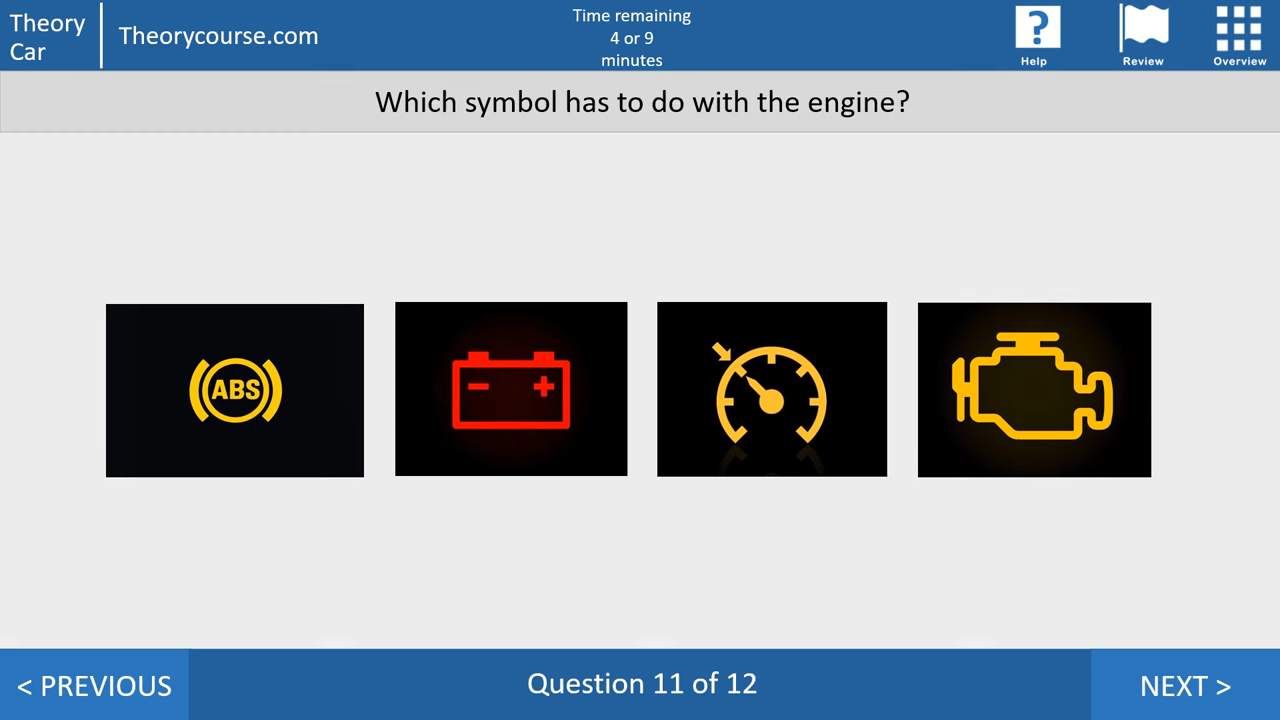 Theory
Car
Theorycourse.com
Time remaining
4 or 9
minutes
?
Help
Review
Overview
Which symbol has to do with the engine?
ABS
- +
< PREVIOUS
Question 11 of 12
NEXT >